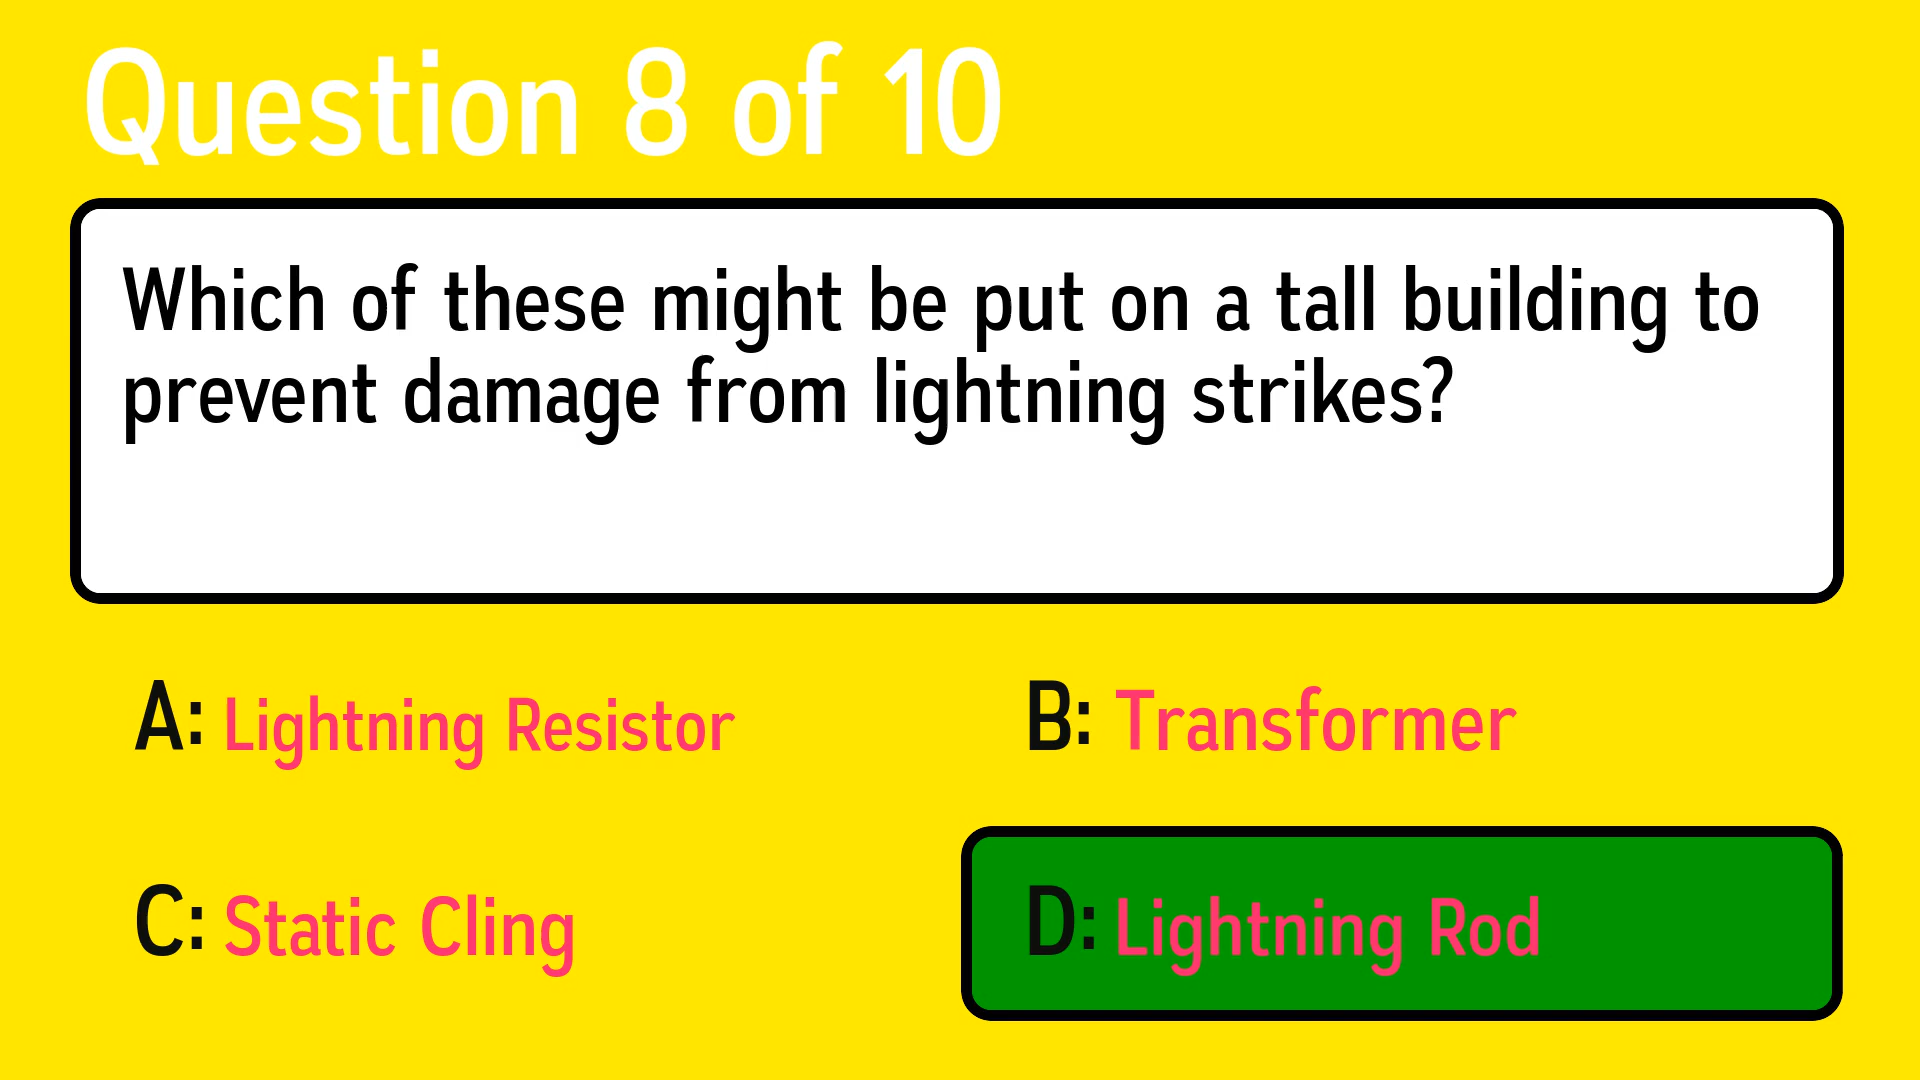 Question 8 of 10
Which of these might be put on a tall building to
prevent damage from lightning strikes?
A: Lightning Resistor
B: Transformer
C: Static Cling
D: Lightning Rod